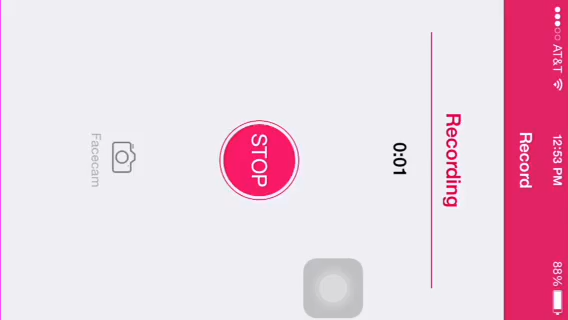 AT&T 12:53 PM 88%
Record
Recording
0:01
STOP
Facecam